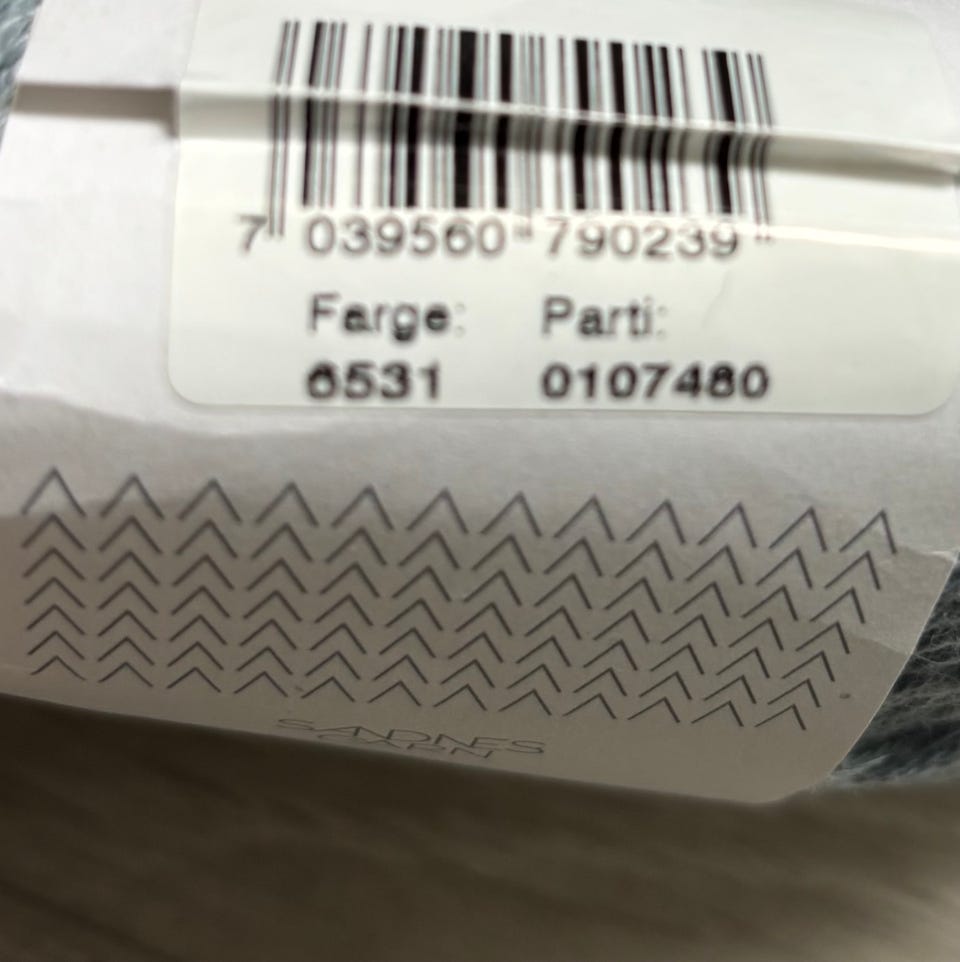 7 039560 790239
Farge: Parti:
6531 0107480
SANDNES
GARN